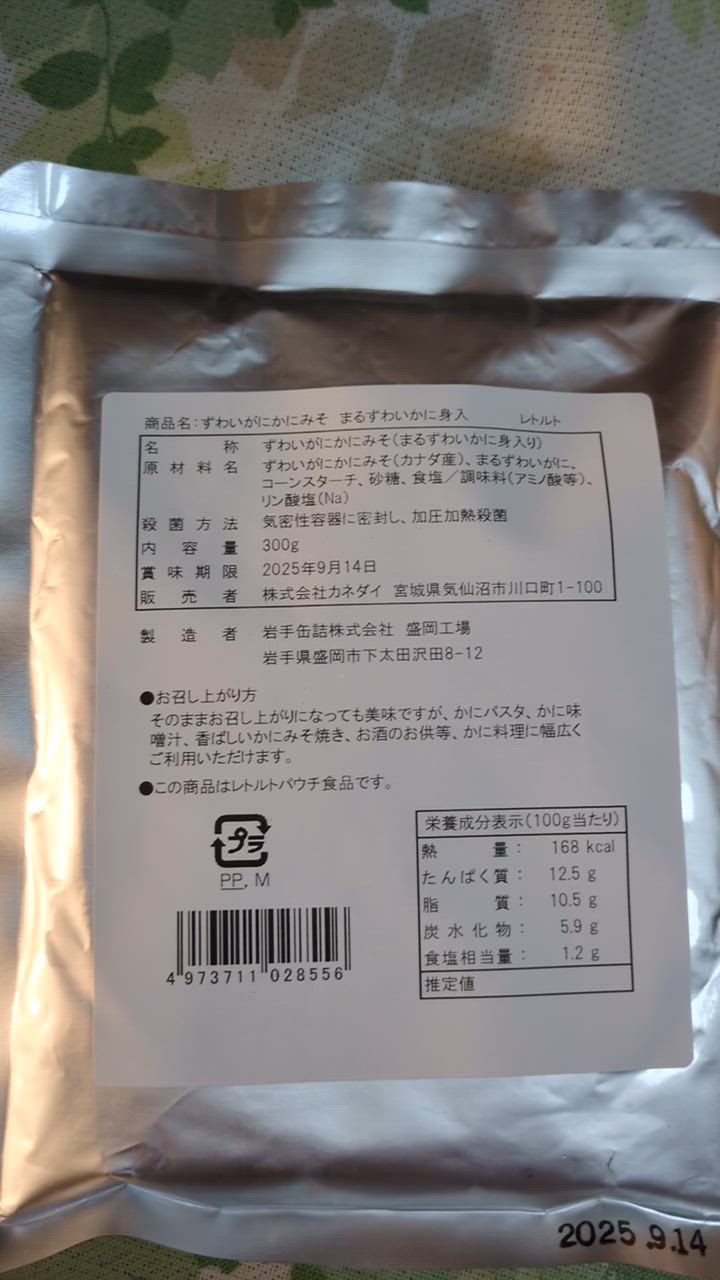 商品名:ずわいがにかにみそ まるずわいかに身入 レトルト
名称 ずわいがにかにみそ(まるずわいかに身入り)
原材料名 ずわいがにかにみそ(カナダ産)、まるずわいがに、
コーンスターチ、砂糖、食塩/調味料(アミノ酸等)、
リン酸塩(Na)
殺菌方法 気密性容器に密封し、加圧加熱殺菌
内容量 300g
賞味期限 2025年9月14日
販売者 株式会社カネダイ 宮城県気仙沼市川口町1-100
製造者 岩手缶詰株式会社 盛岡工場
岩手県盛岡市下太田沢田8-12
●お召し上がり方
そのままお召し上がりになっても美味ですが、かにパスタ、かに味
噌汁、香ばしいかにみそ焼き、お酒のお供等、かに料理に幅広く
ご利用いただけます。
●この商品はレトルトパウチ食品です。
プラ
PP, M
4 973711 028556
栄養成分表示(100g当たり)
熱量: 168 kcal
たんぱく質: 12.5 g
脂質: 10.5 g
炭水化物: 5.9 g
食塩相当量: 1.2 g
推定値
2025 9.14